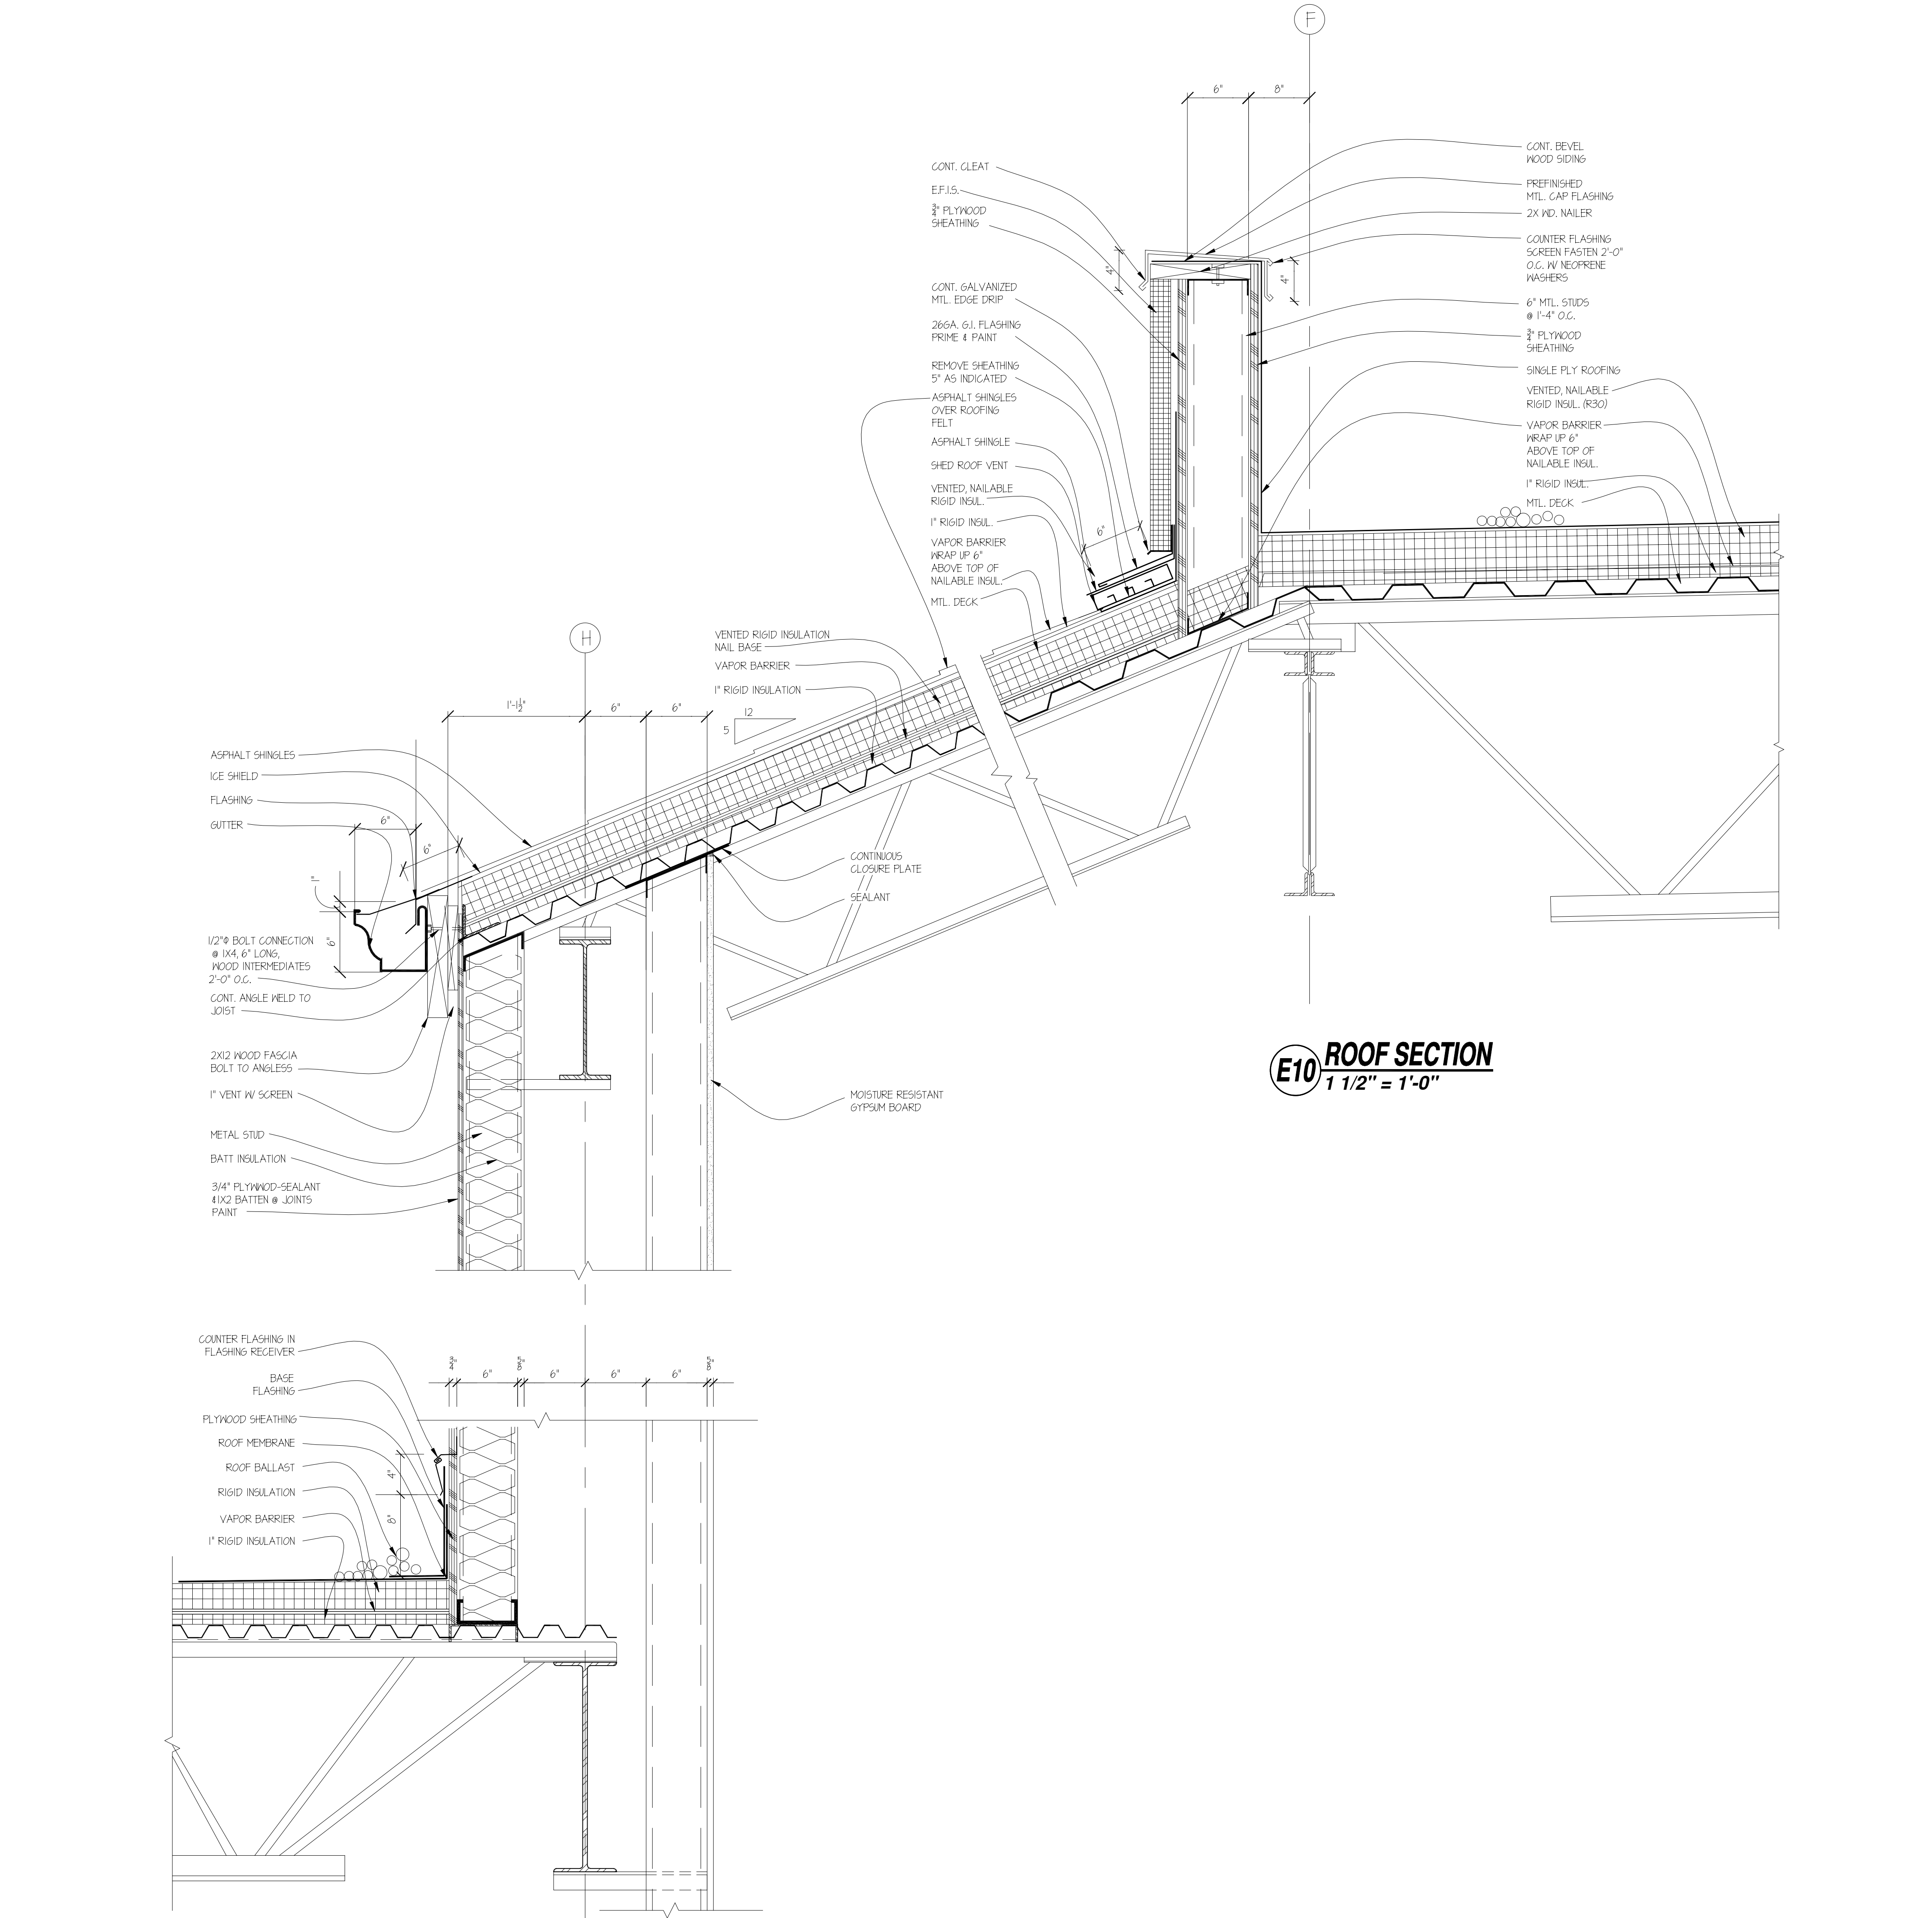 F
6"
8"
CONT. CLEAT
E.F.I.S.
3/4" PLYWOOD
SHEATHING
CONT. GALVANIZED
MTL. EDGE DRIP
26GA. G.I. FLASHING
PRIME & PAINT
REMOVE SHEATHING
5" AS INDICATED
ASPHALT SHINGLES
OVER ROOFING
FELT
ASPHALT SHINGLE
SHED ROOF VENT
VENTED, NAILABLE
RIGID INSUL.
1" RIGID INSUL.
VAPOR BARRIER
WRAP UP 6"
ABOVE TOP OF
NAILABLE INSUL.
MTL. DECK
4"
4"
6"
CONT. BEVEL
WOOD SIDING
PREFINISHED
MTL. CAP FLASHING
2X WD. NAILER
COUNTER FLASHING
SCREEN FASTEN 2'-0"
O.C. W/ NEOPRENE
WASHERS
6" MTL. STUDS
@ 1'-4" O.C.
3/4" PLYWOOD
SHEATHING
SINGLE PLY ROOFING
VENTED, NAILABLE
RIGID INSUL. (R30)
VAPOR BARRIER
WRAP UP 6"
ABOVE TOP OF
NAILABLE INSUL.
1" RIGID INSUL.
MTL. DECK
H
VENTED RIGID INSULATION
NAIL BASE
VAPOR BARRIER
1" RIGID INSULATION
1'-1 1/2"
6"
6"
12
5
ASPHALT SHINGLES
ICE SHIELD
FLASHING
GUTTER
6"
6"
1"
6"
1/2"Φ BOLT CONNECTION
@ 1X4, 6" LONG,
WOOD INTERMEDIATES
2'-0" O.C.
CONT. ANGLE WELD TO
JOIST
2X12 WOOD FASCIA
BOLT TO ANGLESS
1" VENT W/ SCREEN
METAL STUD
BATT INSULATION
3/4" PLYWWOD-SEALANT
&1X2 BATTEN @ JOINTS
PAINT
CONTINUOUS
CLOSURE PLATE
SEALANT
MOISTURE RESISTANT
GYPSUM BOARD
E10
ROOF SECTION
1 1/2" = 1'-0"
COUNTER FLASHING IN
FLASHING RECEIVER
BASE
FLASHING
PLYWOOD SHEATHING
ROOF MEMBRANE
ROOF BALLAST
RIGID INSULATION
VAPOR BARRIER
1" RIGID INSULATION
3/4"
6"
5/8"
6"
6"
6"
5/8"
4"
8"